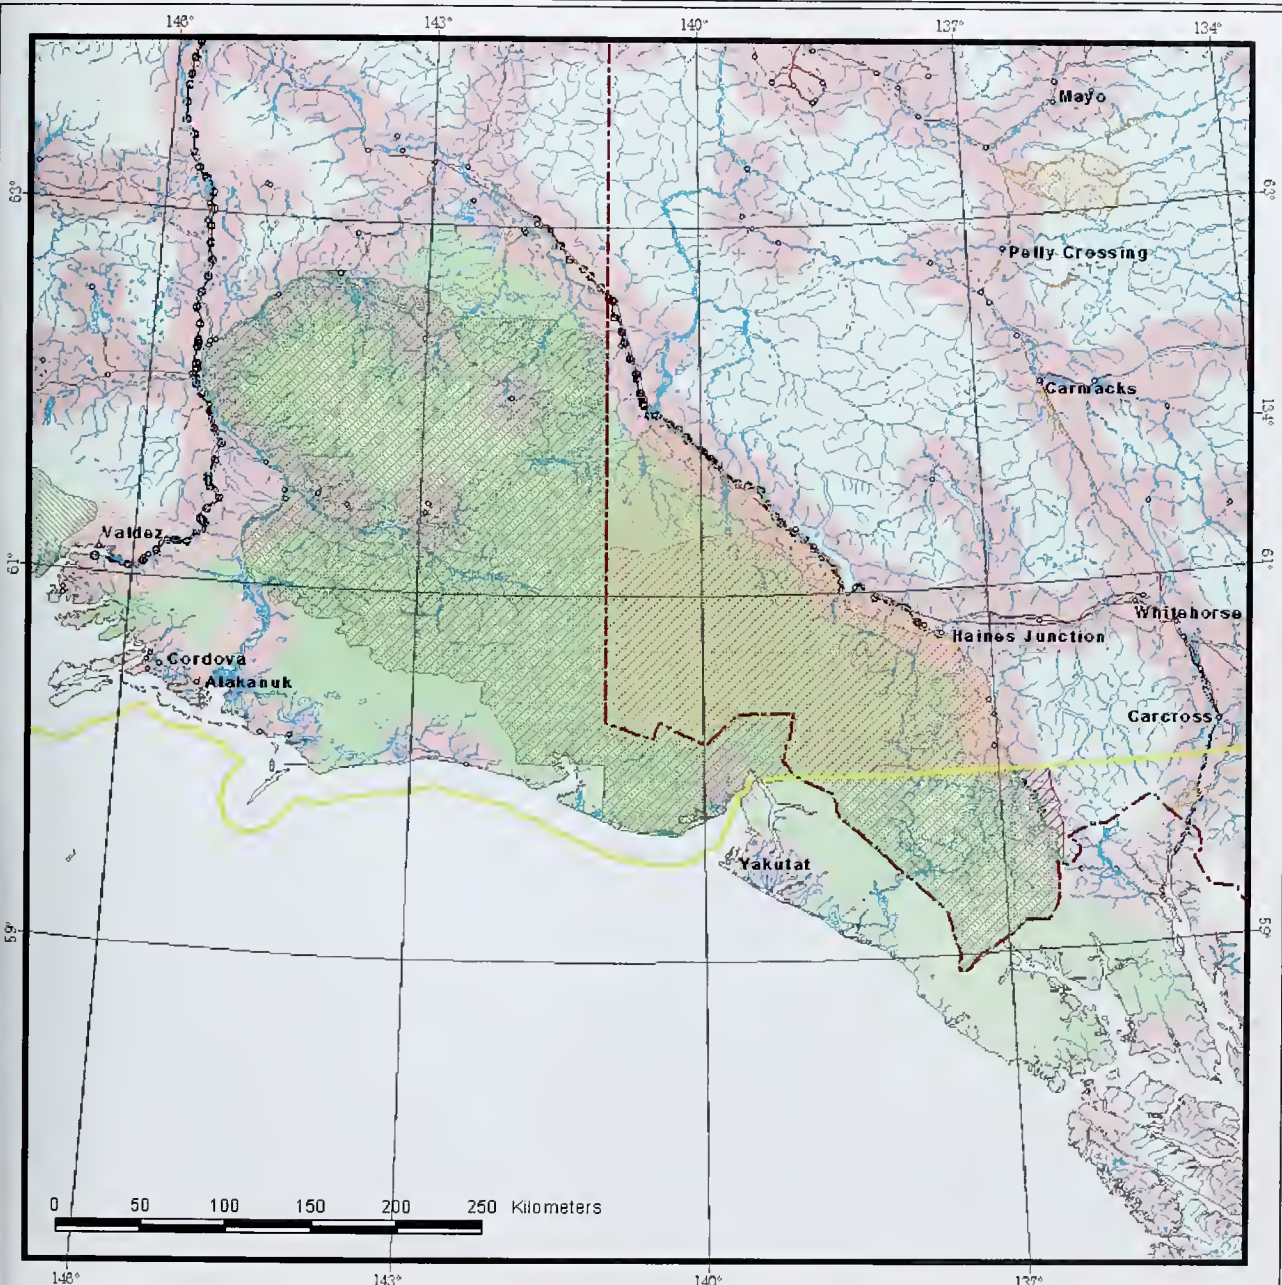 146° 143° 140° 137° 134°
Mayo
63° 63°
Pelly Crossing
Carmacks
134°
Valdez
61° 61°
Whitehorse
Haines Junction
Cordova
Alakanuk
Carcross
Yakutat
59° 59°
0 50 100 150 200 250 Kilometers
146° 143° 140° 137°